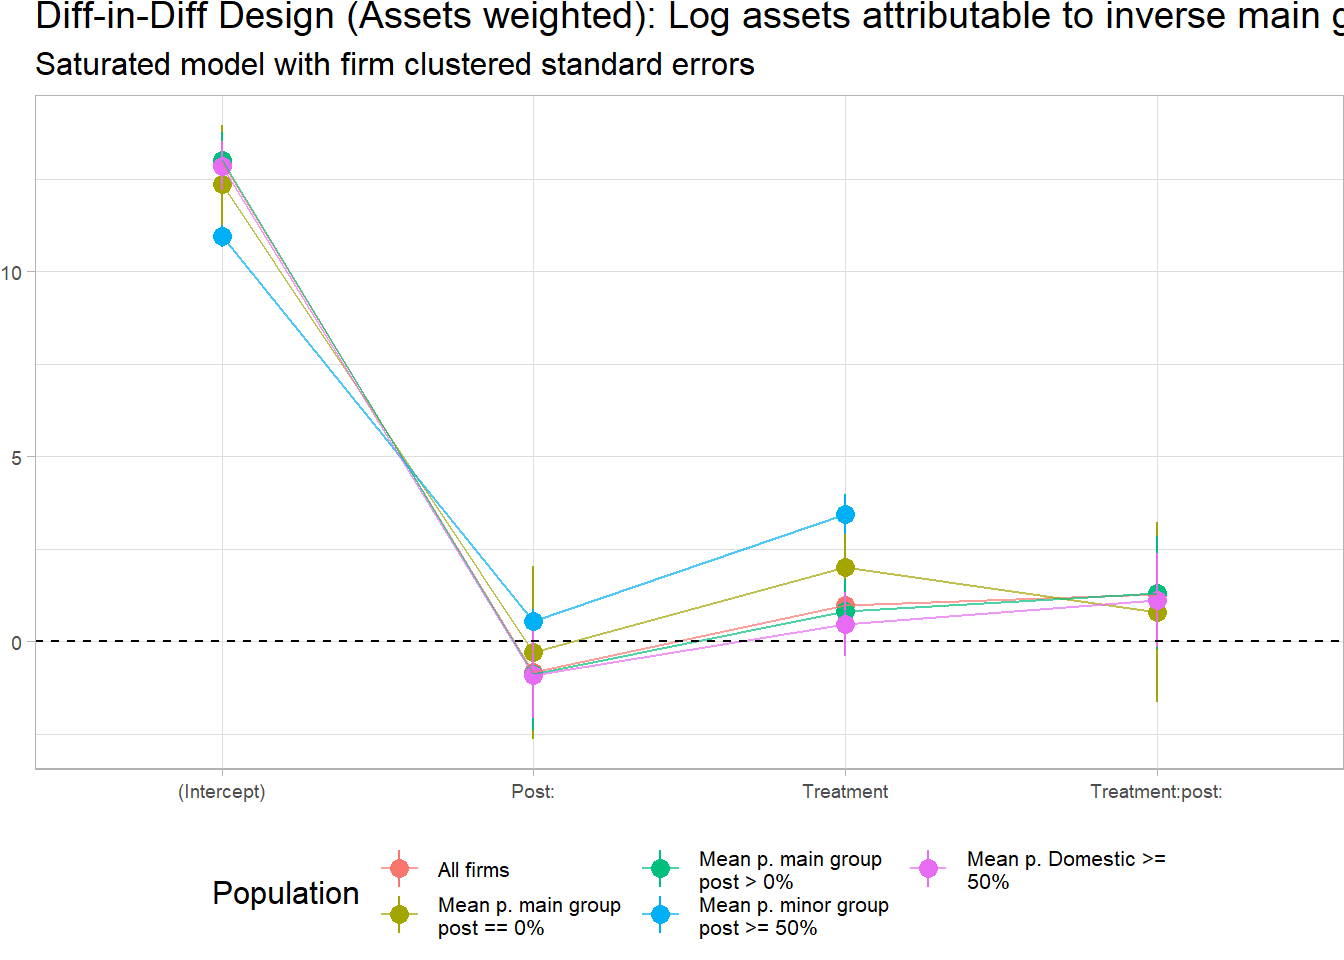 Diff-in-Diff Design (Assets weighted): Log assets attributable to inverse main g
Saturated model with firm clustered standard errors
10
5
0
(Intercept) Post: Treatment Treatment:post:
Population
All firms
Mean p. main group
post == 0%
Mean p. main group
post > 0%
Mean p. minor group
post >= 50%
Mean p. Domestic >=
50%